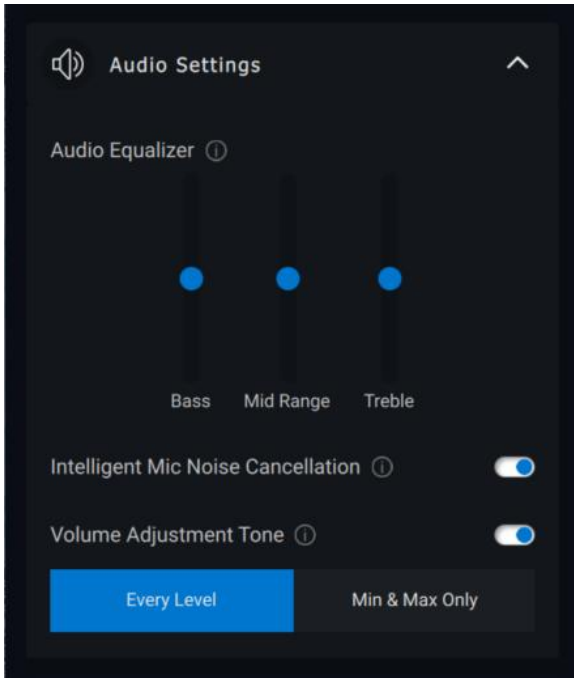 Audio Settings
Audio Equalizer
Bass Mid Range Treble
Intelligent Mic Noise Cancellation
Volume Adjustment Tone
Every Level Min & Max Only